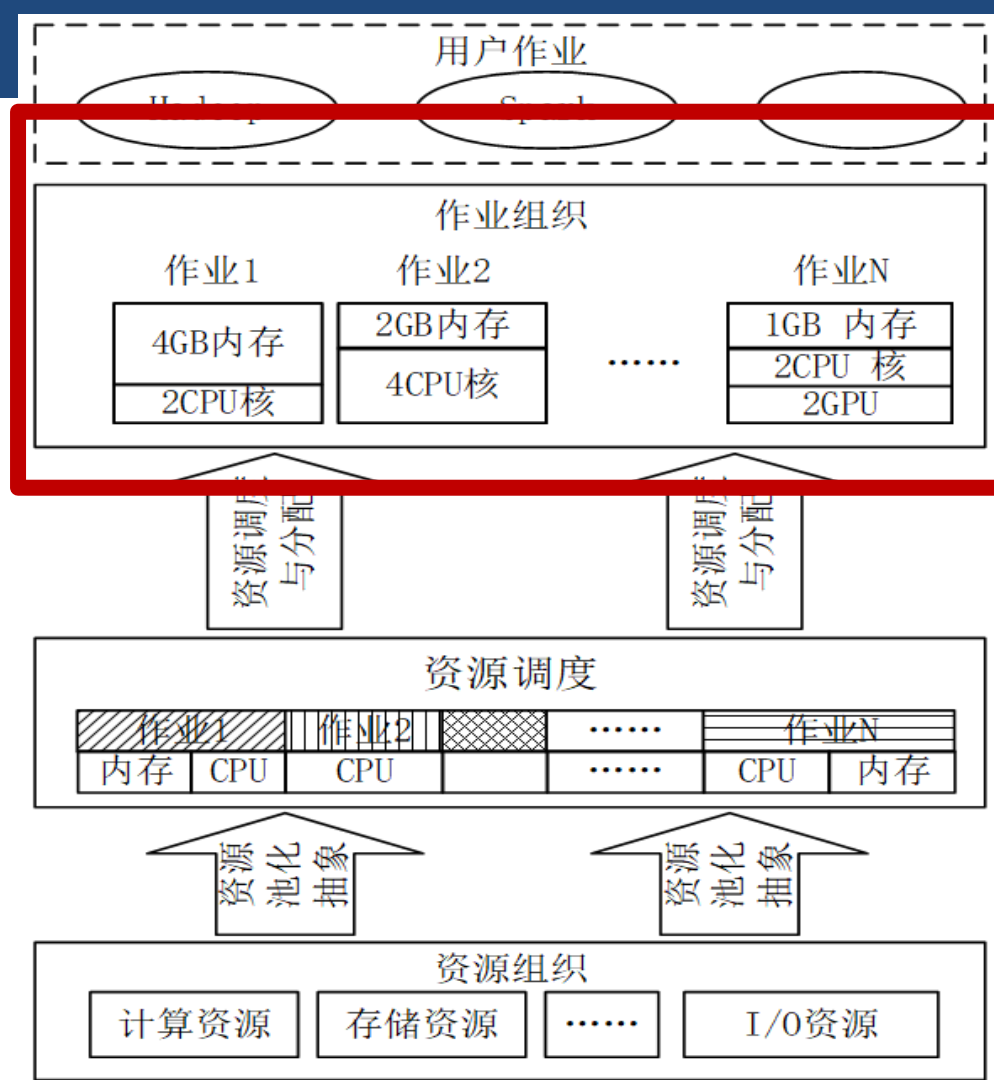 用户作业
Hadoop
Spark
作业组织
作业1
作业2
作业N
4GB内存
2CPU核
2GB内存
4CPU核
……
1GB 内存
2CPU 核
2GPU
资源调度
与分配
资源调度
与分配
资源调度
作业1
作业2
……
作业N
内存
CPU
CPU
……
CPU
内存
资源
池化
抽象
资源
池化
抽象
资源组织
计算资源
存储资源
……
I/O资源